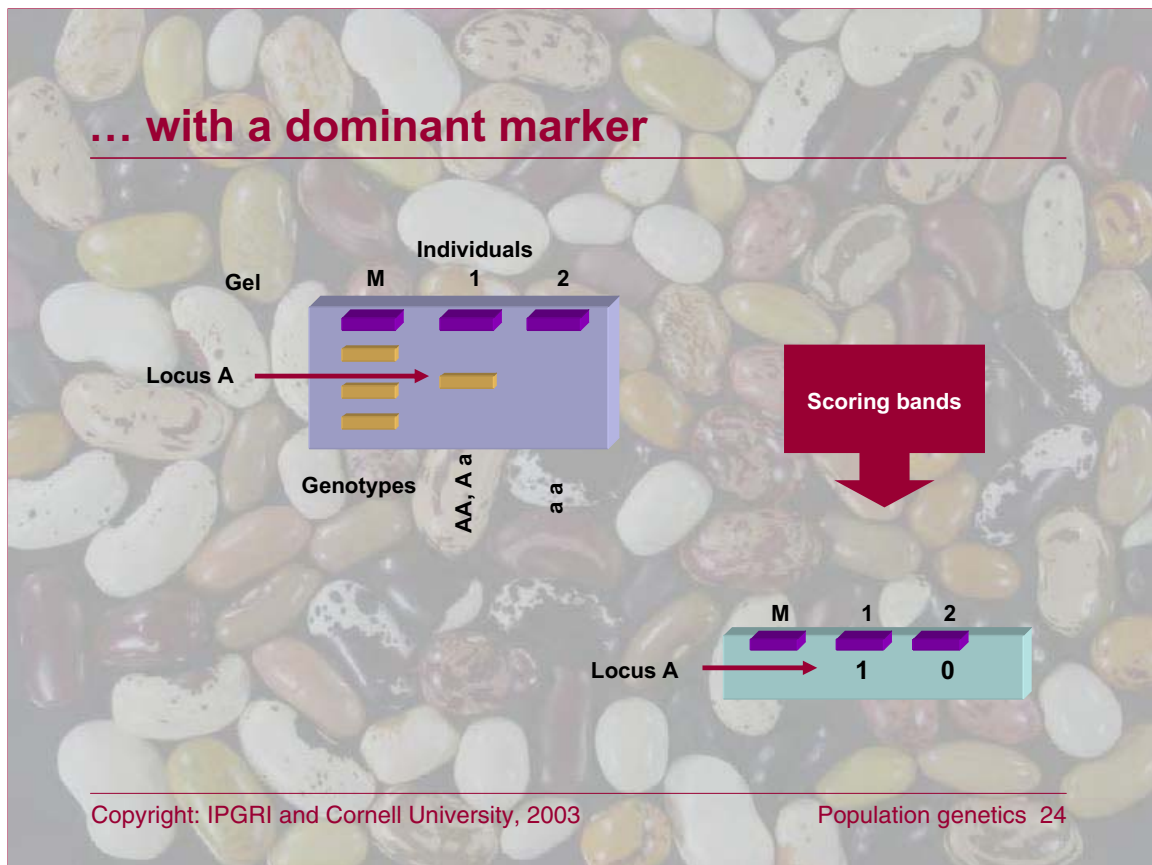 ... with a dominant marker
Individuals
Gel
M 1 2
Locus A
Scoring bands
Genotypes
AA, A a
a a
M 1 2
Locus A
1 0
Copyright: IPGRI and Cornell University, 2003
Population genetics 24